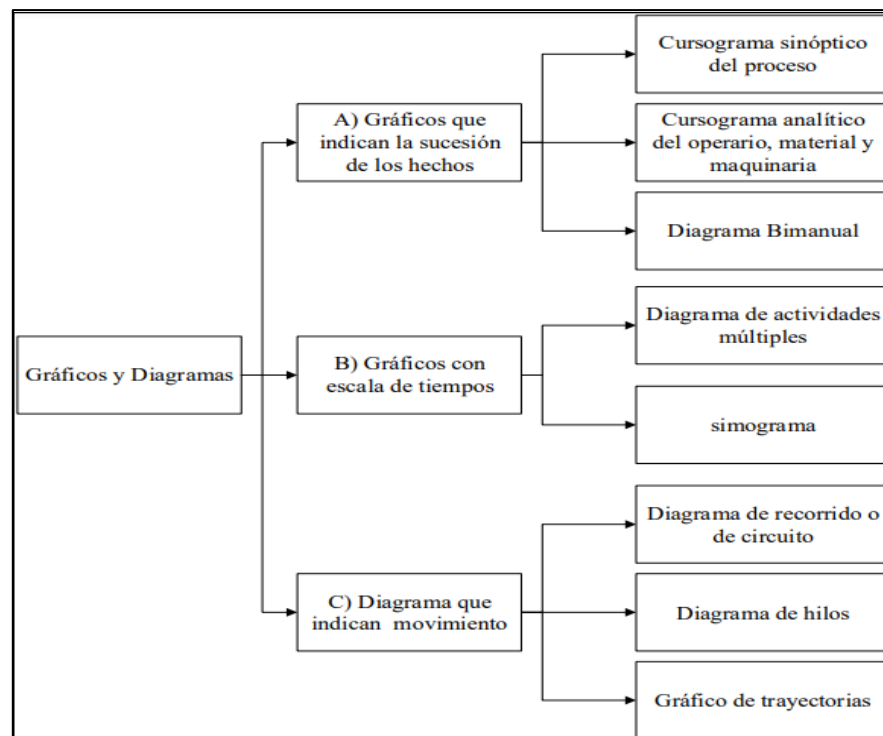 Gráficos y Diagramas
A) Gráficos que
indican la sucesión
de los hechos
Cursograma sinóptico
del proceso
Cursograma analítico
del operario, material y
maquinaria
Diagrama Bimanual
B) Gráficos con
escala de tiempos
Diagrama de actividades
múltiples
simograma
C) Diagrama que
indican movimiento
Diagrama de recorrido o
de circuito
Diagrama de hilos
Gráfico de trayectorias